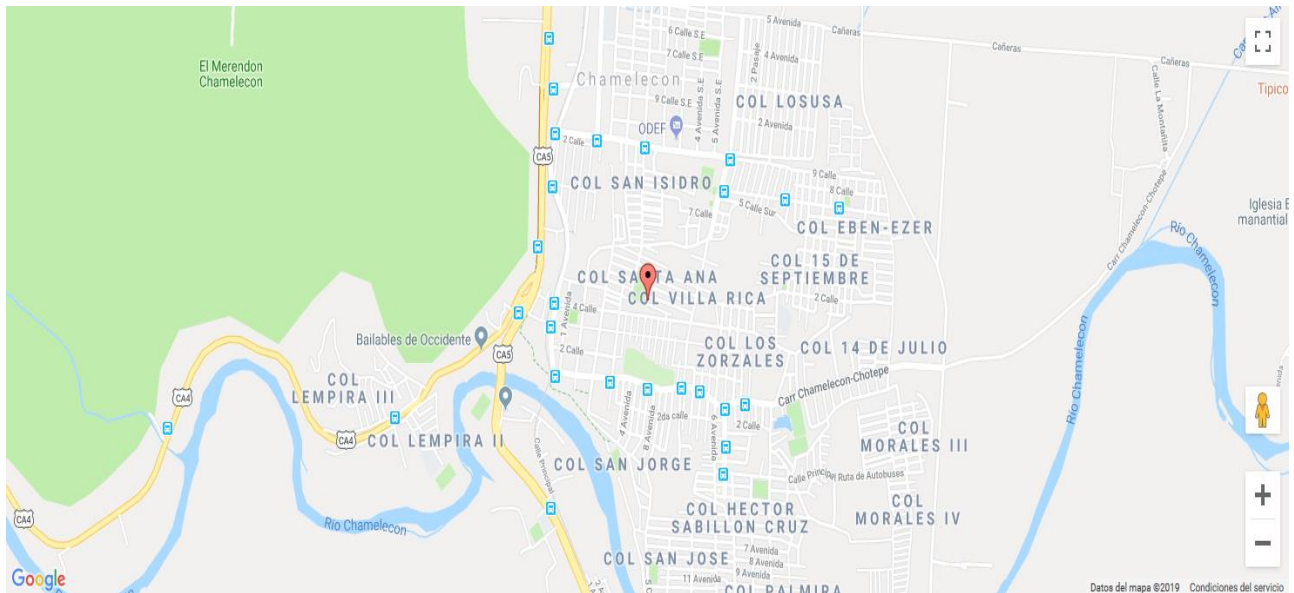 5 Avenida
Cañeras
6 Calle S.E
El Merendon
Chamelecon
Cañeras
7 Calle S.E
4 Avenida
2 Pasaje
Cañeras
Chamelecon
Calle La Montañita
Tipico
9 Calle S.E
4 Avenida S.E
5 Avenida S.E
COL LOSUSA
2 Avenida
ODEF
2 Calle
CA5
9 Calle
COL SAN ISIDRO
8 Calle
7 Calle
5 Calle Sur
Iglesia E
manantial
COL EBEN-EZER
Rio Chamelecon
Carr Chamelecon-Chotepe
COL 15 DE
SEPTIEMBRE
COL SANTA ANA
COL VILLA RICA
2 Calle
4 Calle
1 Avenida
Bailables de Occidente
CA5
2 Calle
COL LOS
ZORZALES
COL 14 DE JULIO
Rio Chamelecon
COL
LEMPIRA III
CA4
Carr Chamelecon-Chotepe
4 Avenida
8 Avenida
2da calle
6 Avenida
2 Calle
CA4
COL LEMPIRA II
COL
MORALES III
Calle Principal
COL SAN JORGE
Calle Principal
Ruta de Autobuses
COL HECTOR
SABILLON CRUZ
COL
MORALES IV
CA4
Rio Chamelecon
7 Avenida
COL SAN JOSE
8 Avenida
9 Avenida
11 Avenida
COL PALMIRA
Google
Datos del mapa ©2019 Condiciones del servicio